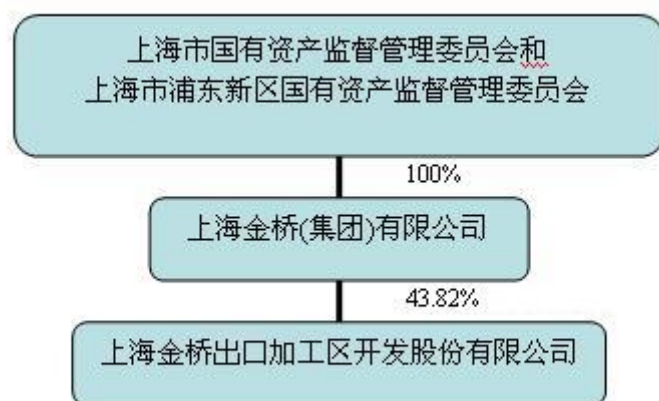 上海市国有资产监督管理委员会和
上海市浦东新区国有资产监督管理委员会
100%
上海金桥(集团)有限公司
43.82%
上海金桥出口加工区开发股份有限公司